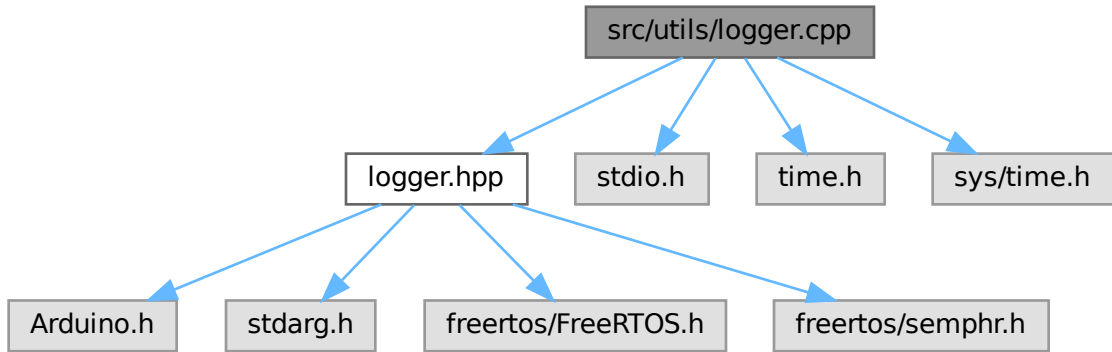 src/utils/logger.cpp
logger.hpp
stdio.h
time.h
sys/time.h
Arduino.h
stdarg.h
freertos/FreeRTOS.h
freertos/semphr.h